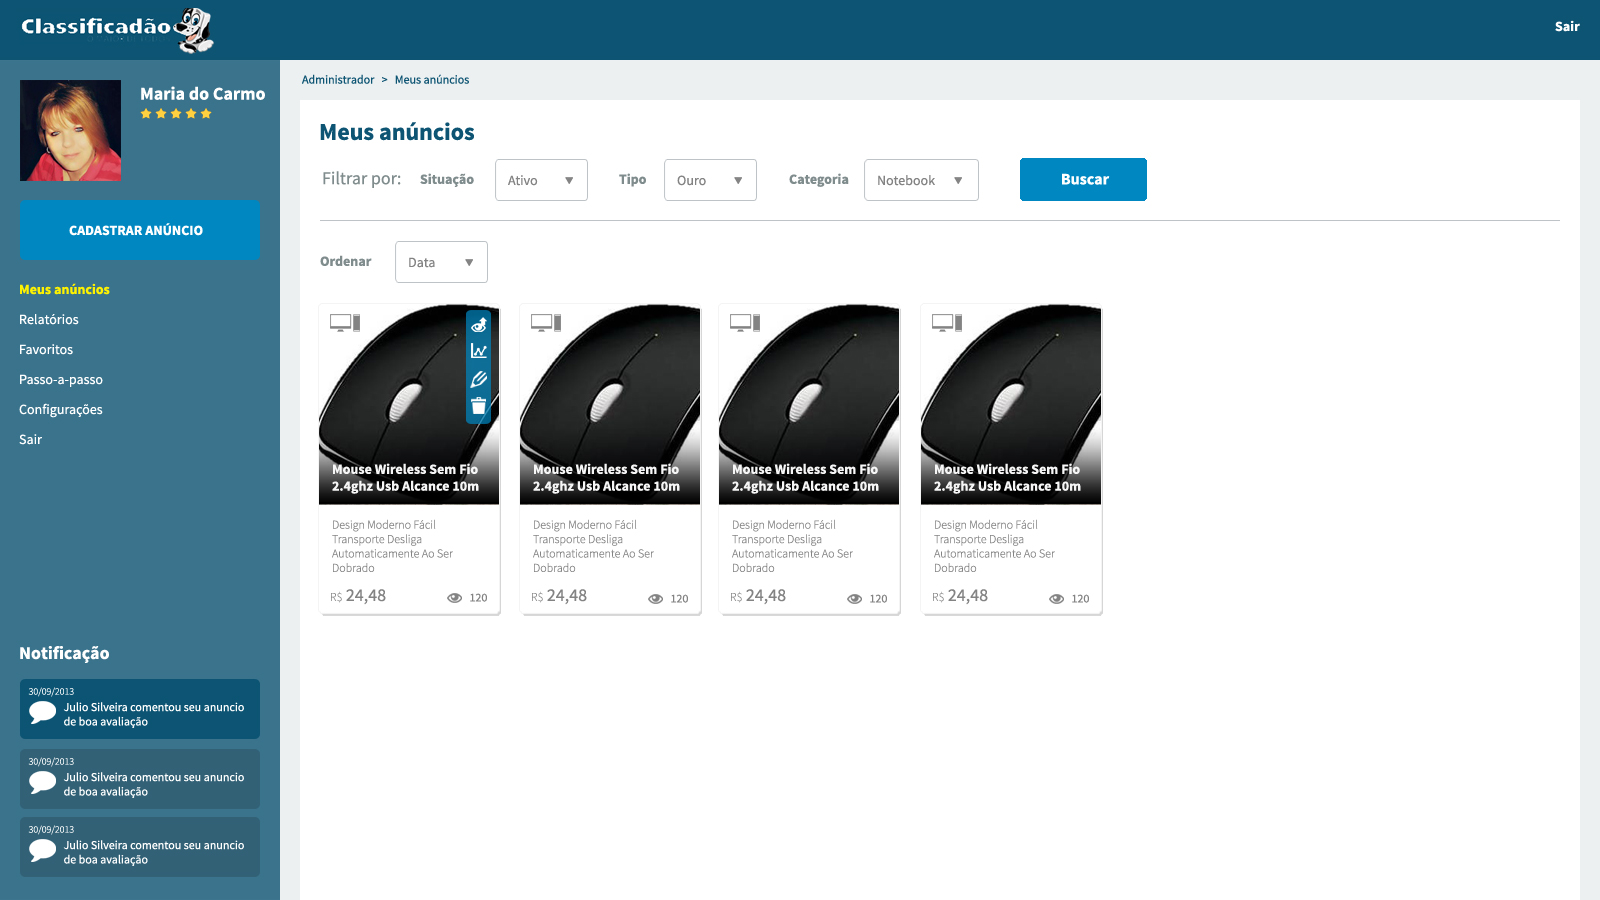 Classificadão
Sair
Maria do Carmo
CADASTRAR ANÚNCIO
Meus anúncios
Relatórios
Favoritos
Passo-a-passo
Configurações
Sair
Notificação
30/09/2013
Julio Silveira comentou seu anuncio
de boa avaliação
30/09/2013
Julio Silveira comentou seu anuncio
de boa avaliação
30/09/2013
Julio Silveira comentou seu anuncio
de boa avaliação
Administrador > Meus anúncios
Meus anúncios
Filtrar por: Situação Ativo Tipo Ouro Categoria Notebook Buscar
Ordenar Data
Mouse Wireless Sem Fio
2.4ghz Usb Alcance 10m
Design Moderno Fácil
Transporte Desliga
Automaticamente Ao Ser
Dobrado
R$ 24,48 120
Mouse Wireless Sem Fio
2.4ghz Usb Alcance 10m
Design Moderno Fácil
Transporte Desliga
Automaticamente Ao Ser
Dobrado
R$ 24,48 120
Mouse Wireless Sem Fio
2.4ghz Usb Alcance 10m
Design Moderno Fácil
Transporte Desliga
Automaticamente Ao Ser
Dobrado
R$ 24,48 120
Mouse Wireless Sem Fio
2.4ghz Usb Alcance 10m
Design Moderno Fácil
Transporte Desliga
Automaticamente Ao Ser
Dobrado
R$ 24,48 120